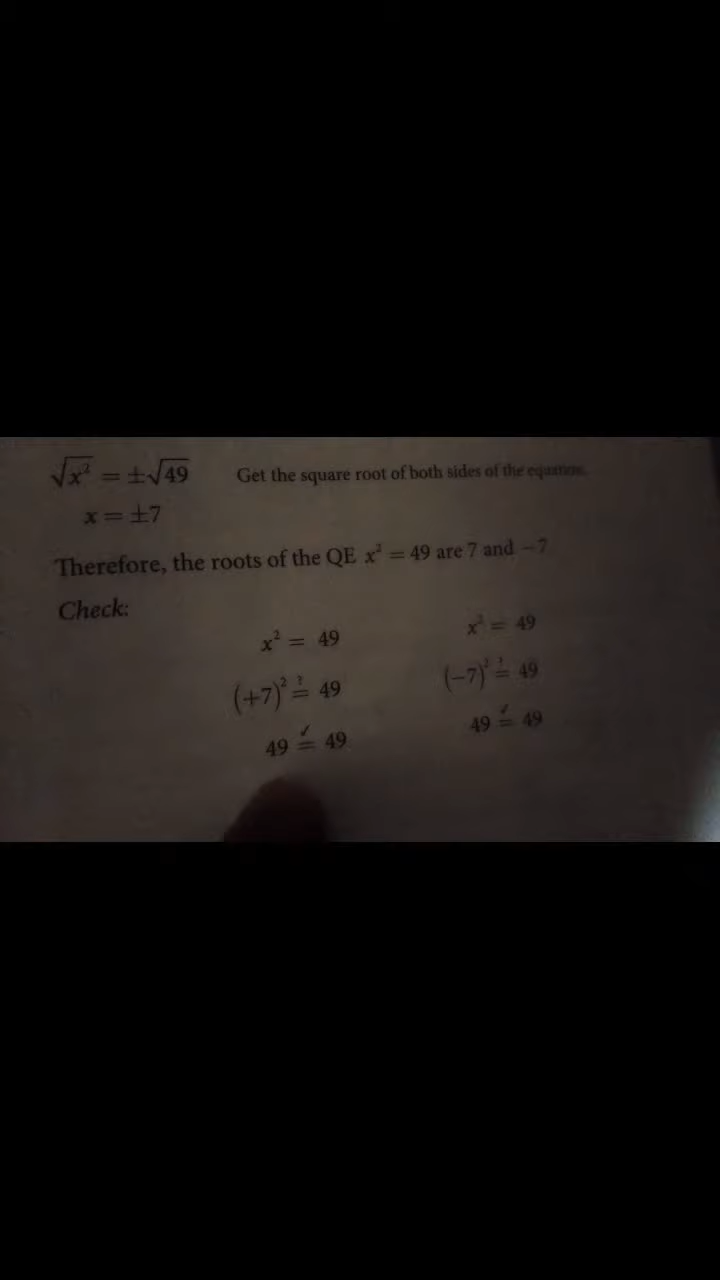 √x² = ±√49 Get the square root of both sides of the equation.
x = ±7
Therefore, the roots of the QE x² = 49 are 7 and −7
Check:
x² = 49 x² = 49
(+7)² ≟ 49 (−7)² ≟ 49
49 =✓ 49 49 =✓ 49